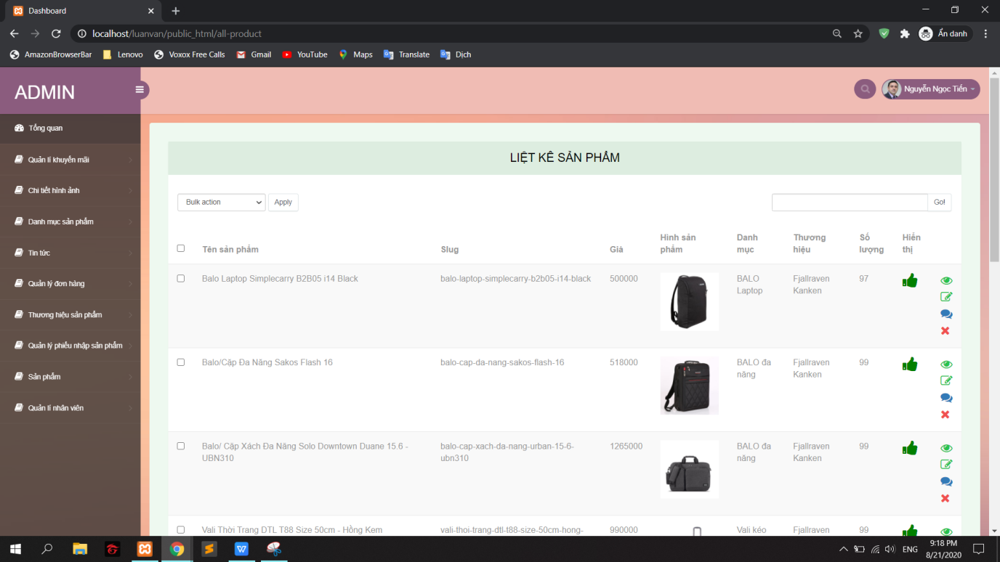 Dashboard
localhost/luanvan/public_html/all-product
Ẩn danh
AmazonBrowserBar Lenovo Voxox Free Calls Gmail YouTube Maps Translate Dịch
ADMIN
Nguyễn Ngọc Tiến
Tổng quan
Quản lí khuyến mãi
Chi tiết hình ảnh
Danh mục sản phẩm
Tin tức
Quản lý đơn hàng
Thương hiệu sản phẩm
Quản lý phiếu nhập sản phẩm
Sản phẩm
Quản lí nhân viên
LIỆT KÊ SẢN PHẨM
Bulk action Apply Go!
Tên sản phẩm Slug Giá Hình sản phẩm Danh mục Thương hiệu Số lượng Hiển thị
Balo Laptop Simplecarry B2B05 i14 Black balo-laptop-simplecarry-b2b05-i14-black 500000 BALO Fjallraven 97
Laptop Kanken
Balo/Cặp Đa Năng Sakos Flash 16 balo-cap-da-nang-sakos-flash-16 518000 BALO đa Fjallraven 99
năng Kanken
Balo/ Cặp Xách Đa Năng Solo Downtown Duane 15.6 - balo-cap-xach-da-nang-urban-15-6- 1265000 BALO đa Fjallraven 99
UBN310 ubn310 năng Kanken
Vali Thời Trang DTL T88 Size 50cm - Hồng Kem vali-thoi-trang-dtl-t88-size-50cm-hong- 990000 Vali kéo Fjallraven 99
ENG 9:18 PM
8/21/2020